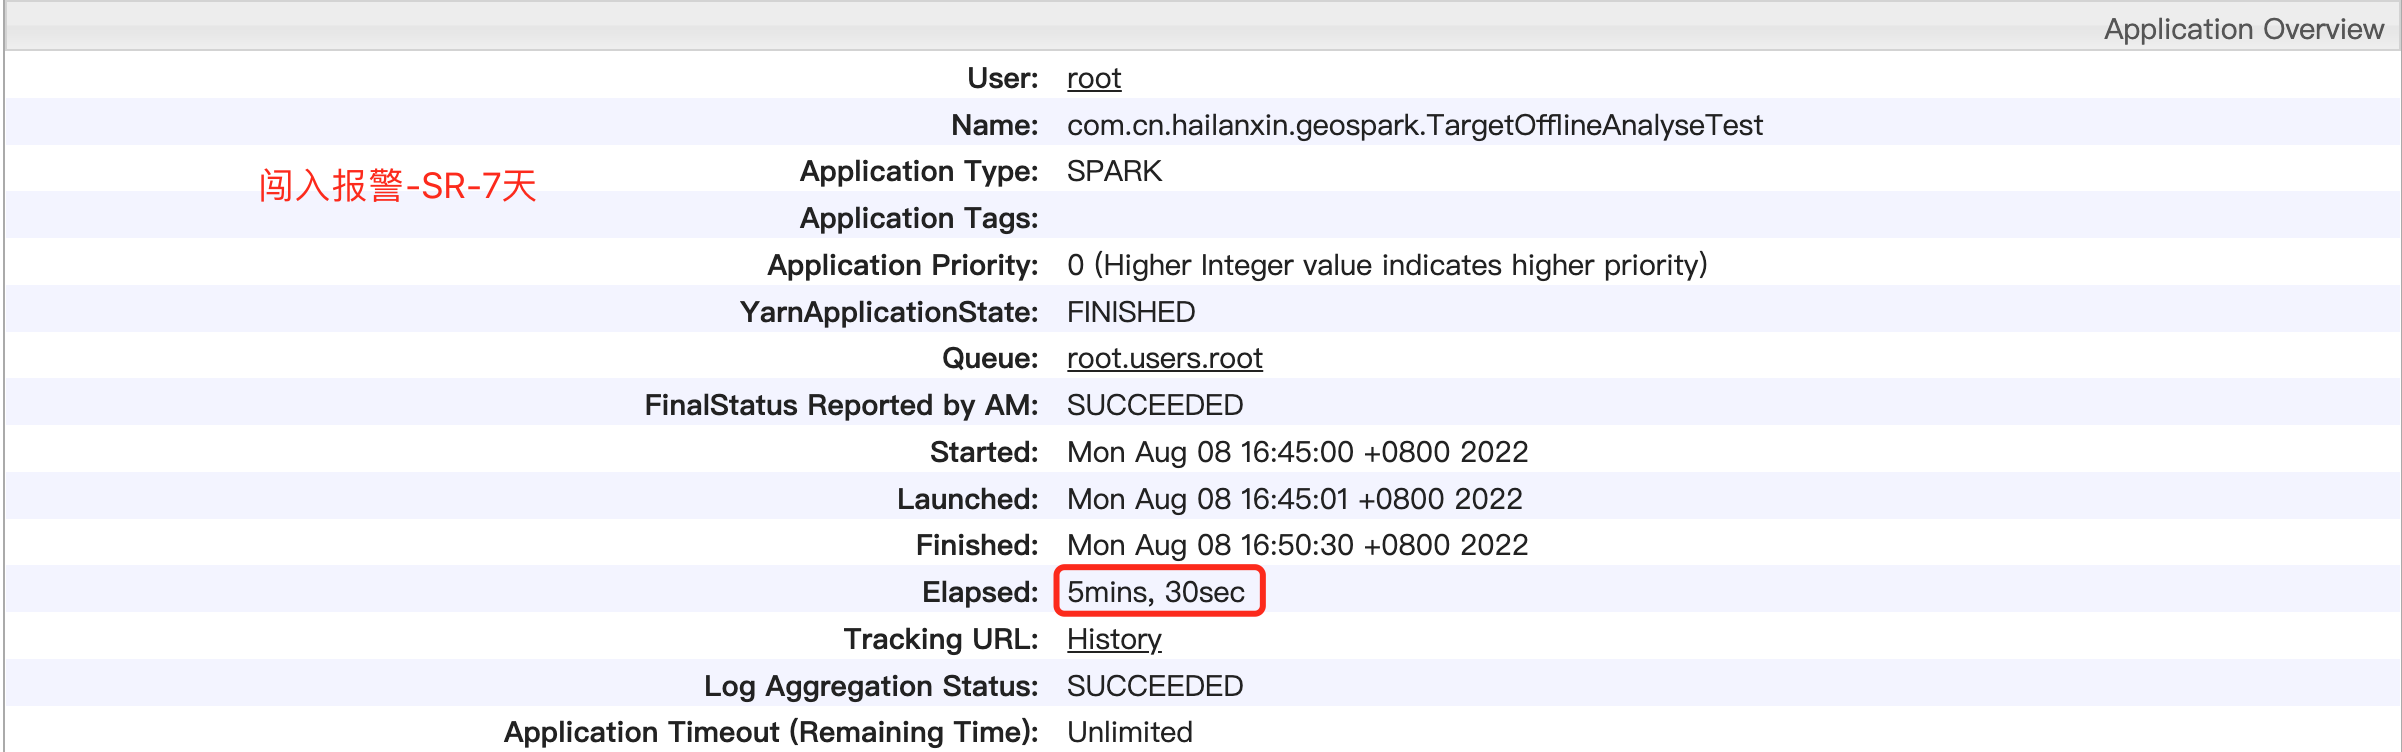 Application Overview
User: root
Name: com.cn.hailanxin.geospark.TargetOfflineAnalyseTest
闯入报警-SR-7天
Application Type: SPARK
Application Tags:
Application Priority: 0 (Higher Integer value indicates higher priority)
YarnApplicationState: FINISHED
Queue: root.users.root
FinalStatus Reported by AM: SUCCEEDED
Started: Mon Aug 08 16:45:00 +0800 2022
Launched: Mon Aug 08 16:45:01 +0800 2022
Finished: Mon Aug 08 16:50:30 +0800 2022
Elapsed: 5mins, 30sec
Tracking URL: History
Log Aggregation Status: SUCCEEDED
Application Timeout (Remaining Time): Unlimited